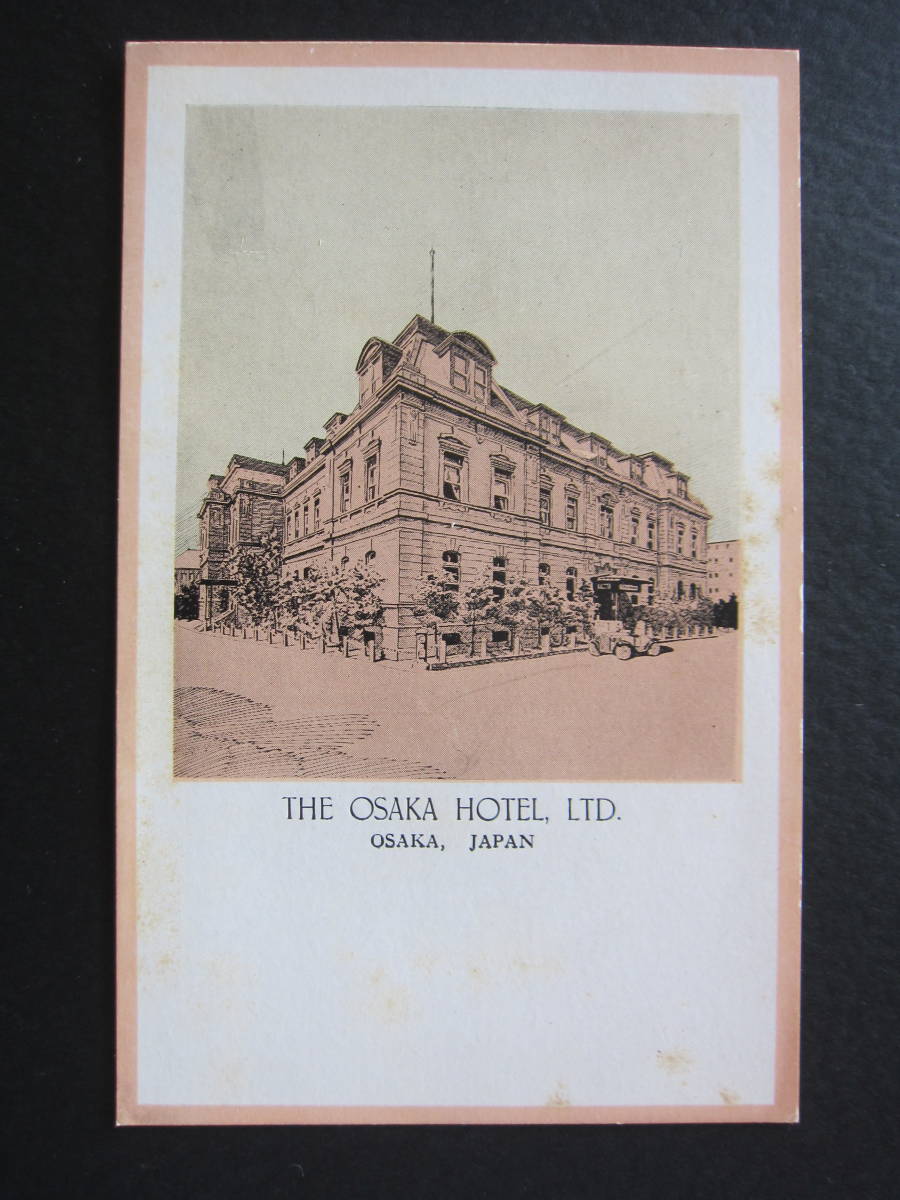 THE OSAKA HOTEL, LTD.
OSAKA, JAPAN